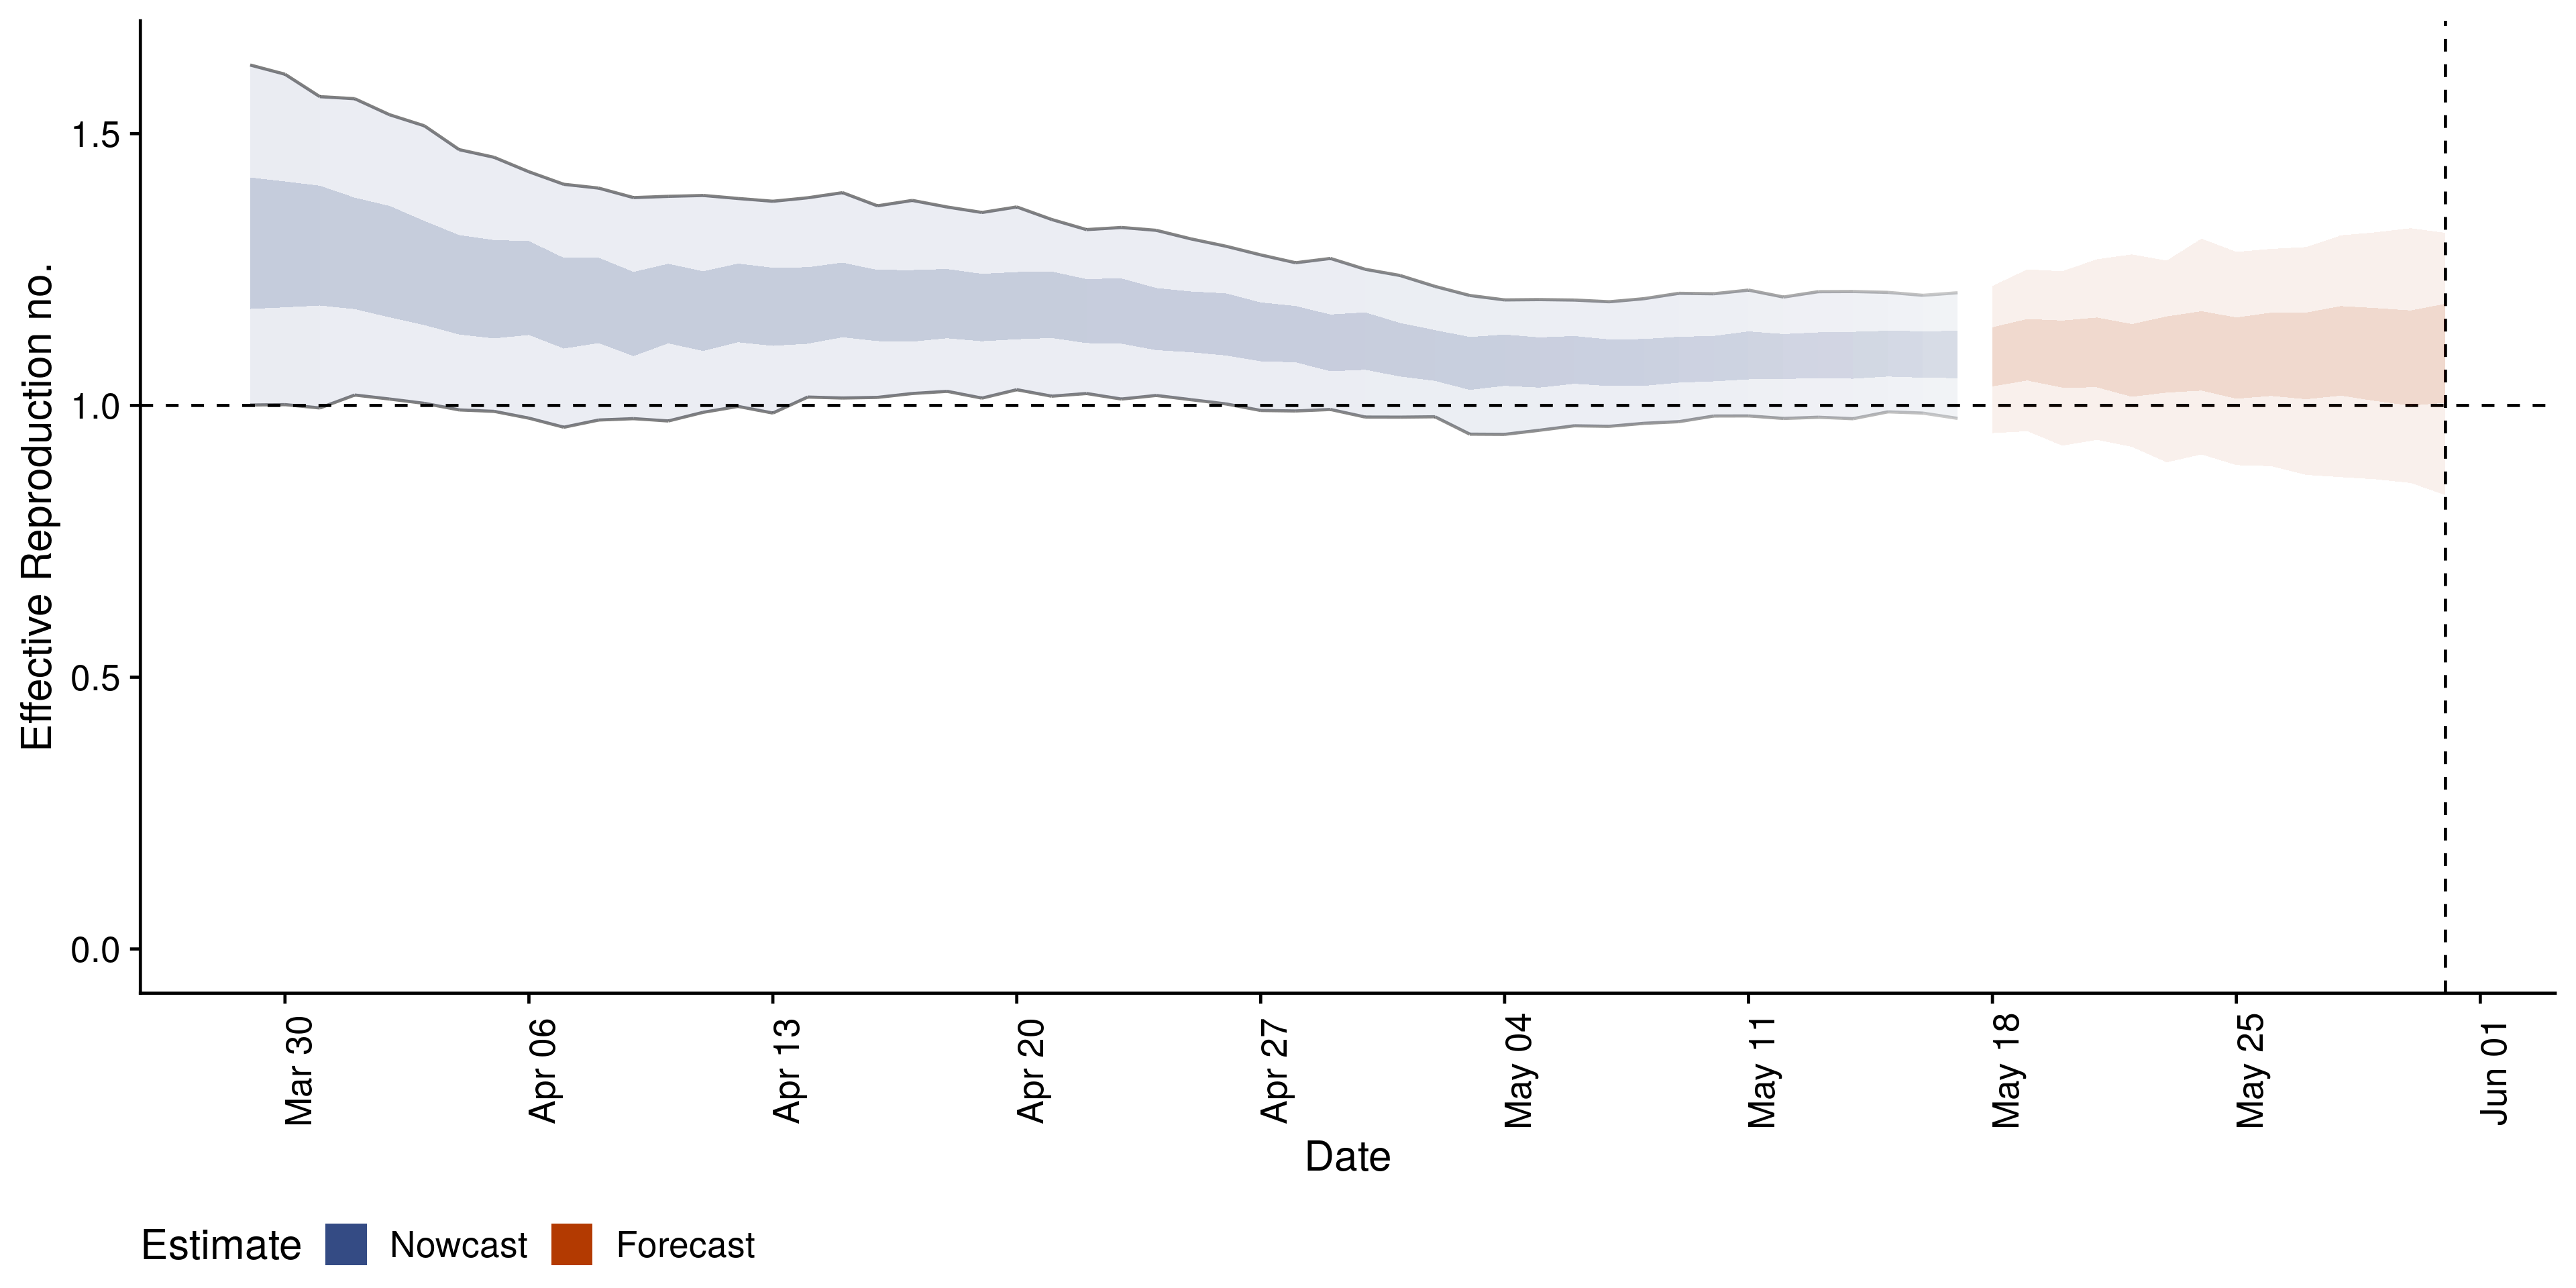 Effective Reproduction no.
1.5
1.0
0.5
0.0
Mar 30
Apr 06
Apr 13
Apr 20
Apr 27
May 04
May 11
May 18
May 25
Jun 01
Date
Estimate Nowcast Forecast